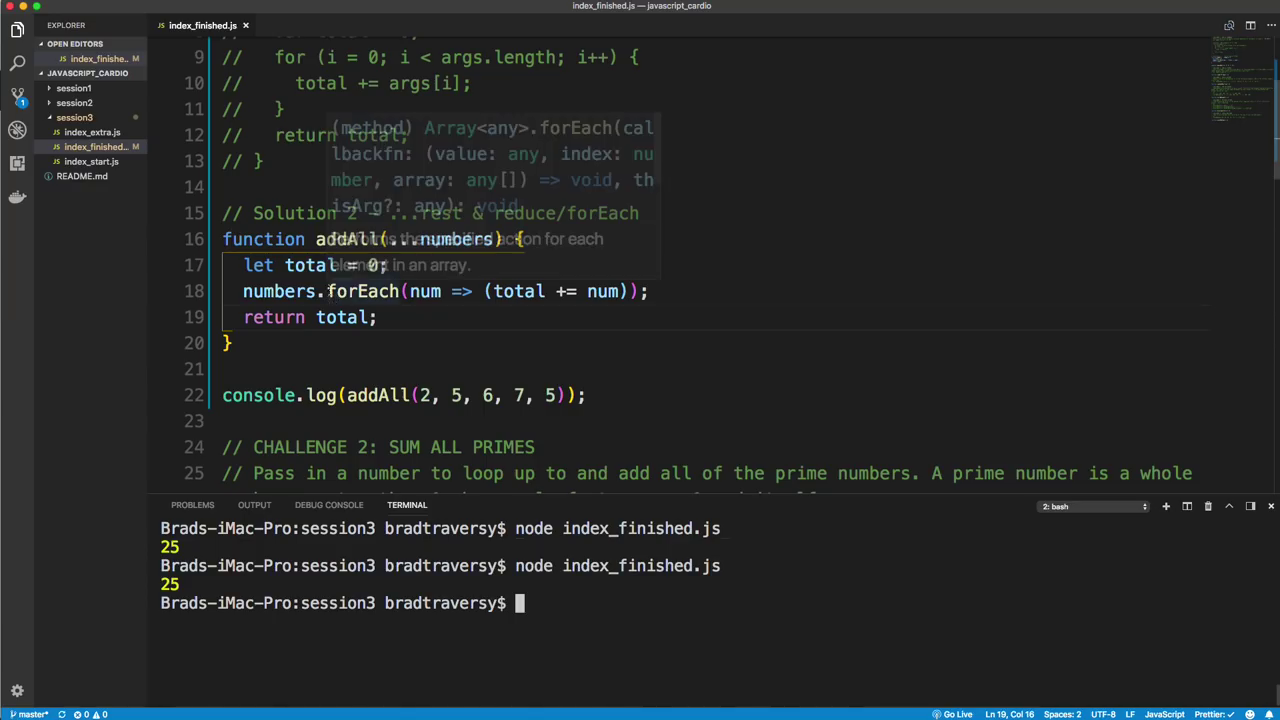 index_finished.js — javascript_cardio
EXPLORER
OPEN EDITORS
index_finishe... M
JAVASCRIPT_CARDIO
session1
session2
session3
index_extra.js
index_finished... M
index_start.js
README.md
1
index_finished.js ×
9 //   for (i = 0; i < args.length; i++) {
10 //     total += args[i];
11 //   }
12 //   return total;
13 // }
14
15 // Solution 2 - ...rest & reduce/forEach
16 function addAll(...numbers) {
17   let total = 0;
18   numbers.forEach(num => (total += num));
19   return total;
20 }
21
22 console.log(addAll(2, 5, 6, 7, 5));
23
24 // CHALLENGE 2: SUM ALL PRIMES
25 // Pass in a number to loop up to and add all of the prime numbers. A prime number is a whole
(method) Array<any>.forEach(cal
lbackfn: (value: any, index: nu
mber, array: any[]) => void, th
isArg?: any): void
Performs the specified action for each
element in an array.
PROBLEMS OUTPUT DEBUG CONSOLE TERMINAL 2: bash
Brads-iMac-Pro:session3 bradtraversy$ node index_finished.js
25
Brads-iMac-Pro:session3 bradtraversy$ node index_finished.js
25
Brads-iMac-Pro:session3 bradtraversy$
master* 0 0 Go Live Ln 19, Col 16 Spaces: 2 UTF-8 LF JavaScript Prettier: ✓